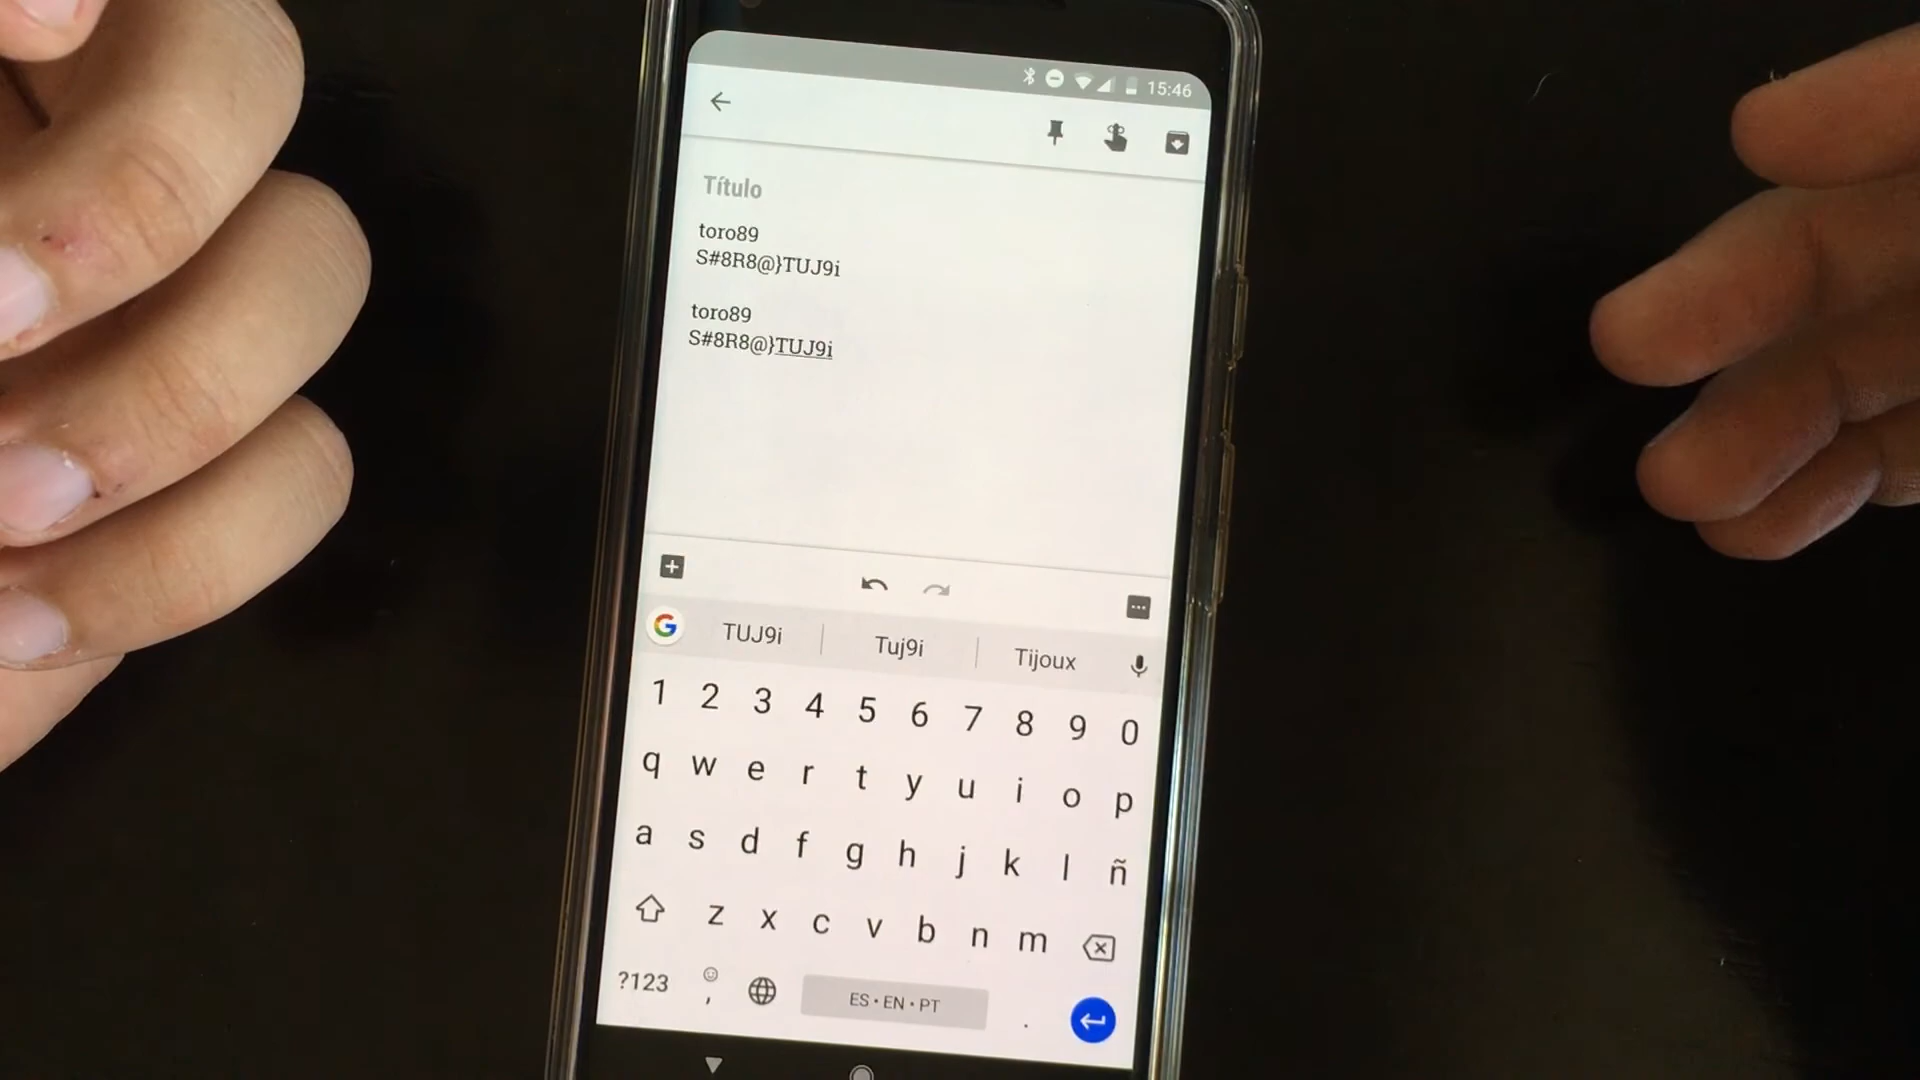 15:46
Título
toro89
S#8R8@}TUJ9i
toro89
S#8R8@}TUJ9i
G TUJ9i Tuj9i Tijoux
1 2 3 4 5 6 7 8 9 0
q w e r t y u i o p
a s d f g h j k l ñ
z x c v b n m
?123 , ES • EN • PT .